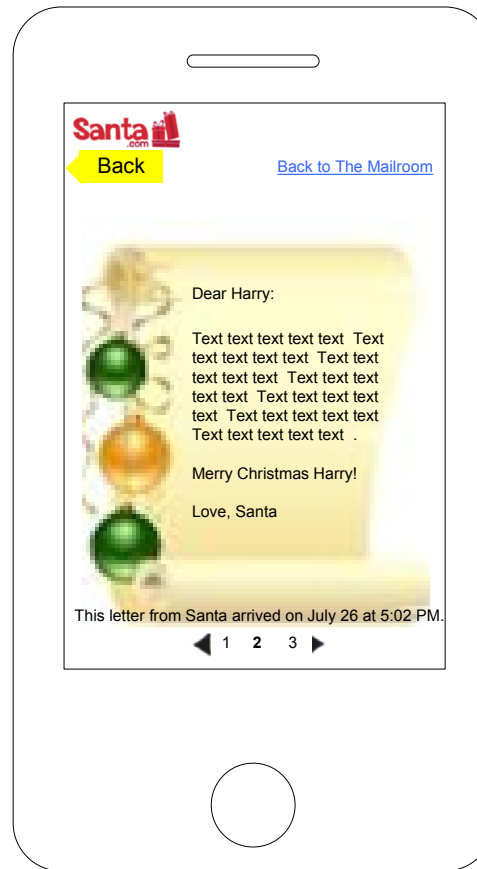 Santa
.com
Back
Back to The Mailroom
Dear Harry:
Text text text text text  Text
text text text text  Text text
text text text  Text text text
text text  Text text text text
text  Text text text text text
Text text text text text  .
Merry Christmas Harry!
Love, Santa
This letter from Santa arrived on July 26 at 5:02 PM.
1 2 3